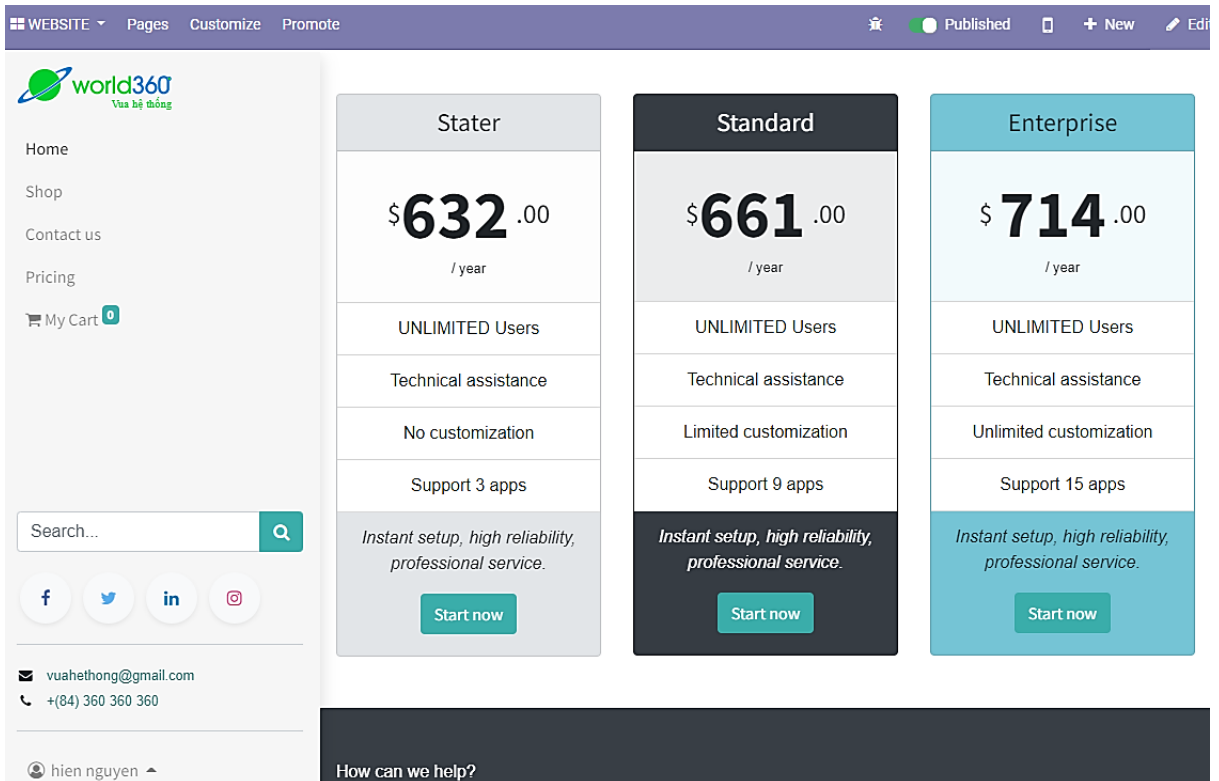 WEBSITE Pages Customize Promote Published New Edi
world360
Vua hệ thống
Home
Shop
Contact us
Pricing
My Cart 0
Search...
vuahethong@gmail.com
+(84) 360 360 360
hien nguyen
Stater
$632.00
/ year
UNLIMITED Users
Technical assistance
No customization
Support 3 apps
Instant setup, high reliability,
professional service.
Start now
Standard
$661.00
/ year
UNLIMITED Users
Technical assistance
Limited customization
Support 9 apps
Instant setup, high reliability,
professional service.
Start now
Enterprise
$714.00
/ year
UNLIMITED Users
Technical assistance
Unlimited customization
Support 15 apps
Instant setup, high reliability,
professional service.
Start now
How can we help?